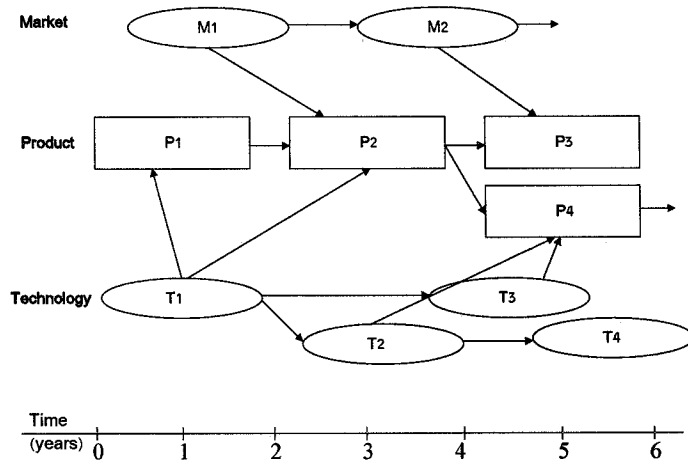 Market M1 M2
Product P1 P2 P3
P4
Technology T1 T3
T2 T4
Time
(years) 0 1 2 3 4 5 6